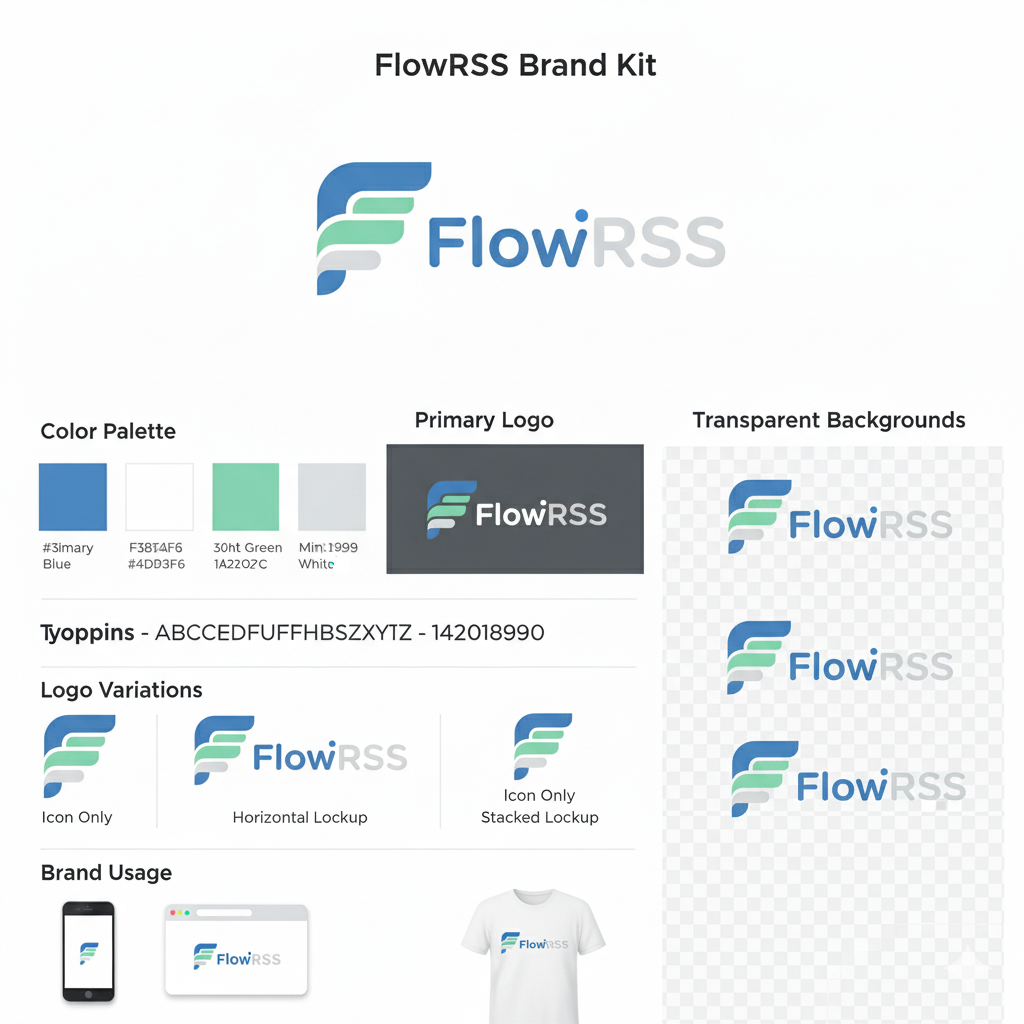 FlowRSS Brand Kit
FlowRSS
Color Palette
#3lmary
Blue
F38T4F6
#4DD3F6
30ht Green
1A22OZC
Min:1999
White
Primary Logo
FlowRSS
Transparent Backgrounds
FlowRSS
FlowRSS
FlowRSS
Tyoppins - ABCCEDFUFFHBSZXYTZ - 142018990
Logo Variations
Icon Only
FlowRSS
Horizontal Lockup
Icon Only
Stacked Lockup
Brand Usage
FlowRSS
FlowRSS